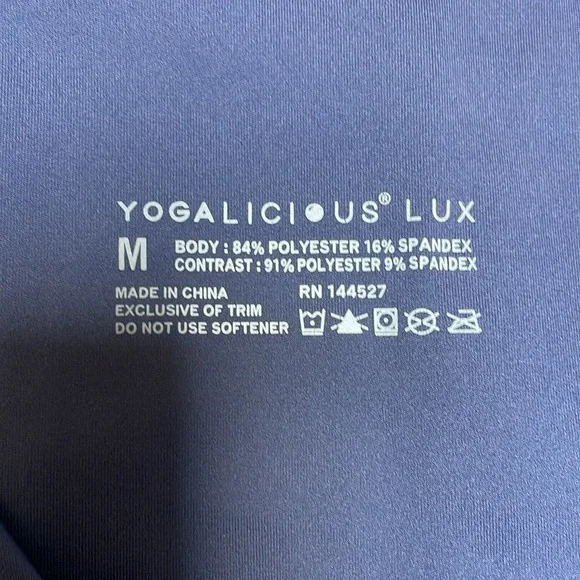 YOGALICIOUS® LUX
M
BODY : 84% POLYESTER 16% SPANDEX
CONTRAST : 91% POLYESTER 9% SPANDEX
MADE IN CHINA RN 144527
EXCLUSIVE OF TRIM
DO NOT USE SOFTENER